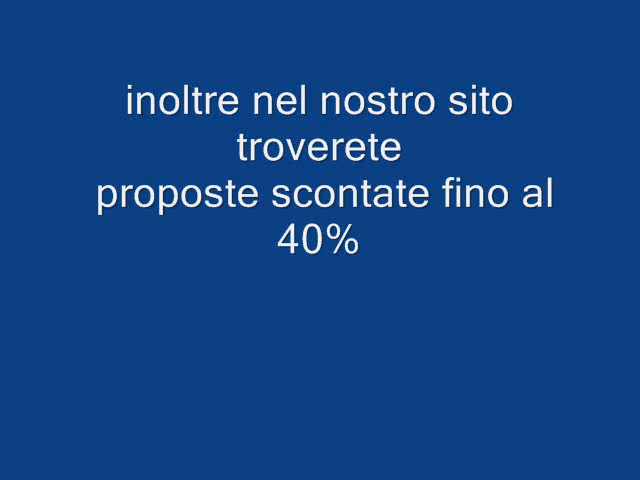 inoltre nel nostro sito
troverete
proposte scontate fino al
40%